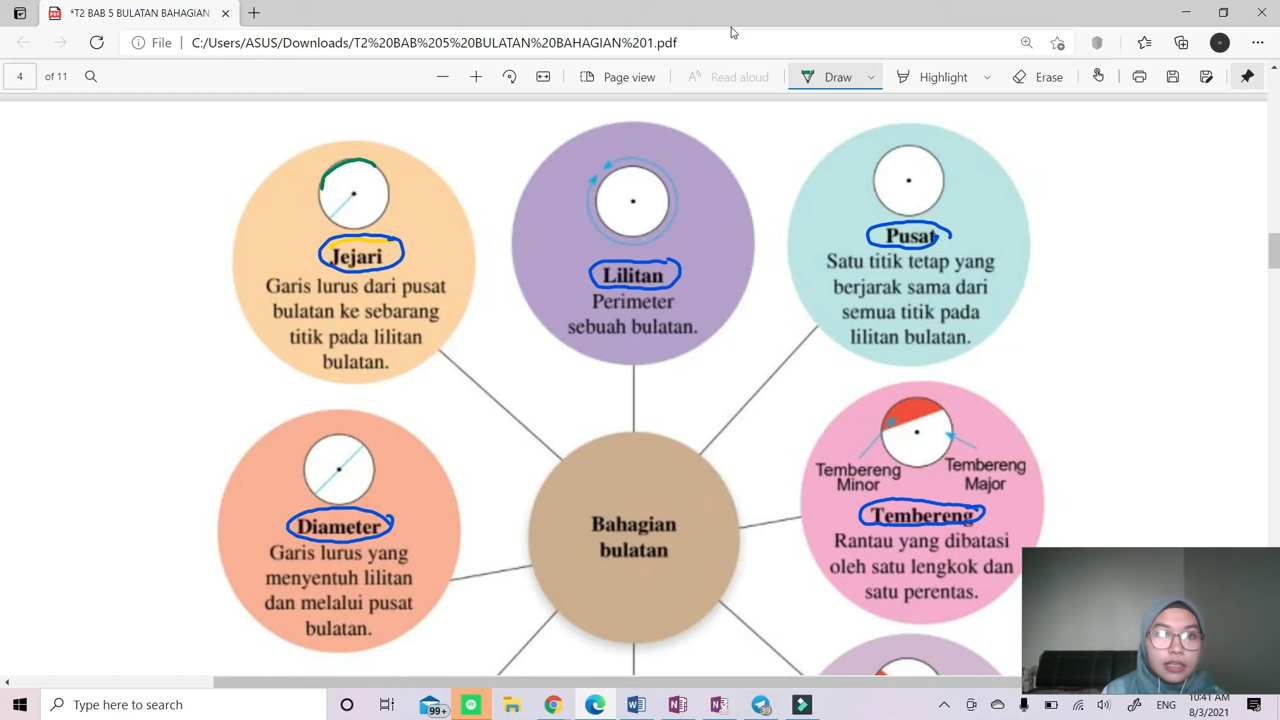 *T2 BAB 5 BULATAN BAHAGIAN
File
C:/Users/ASUS/Downloads/T2%20BAB%205%20BULATAN%20BAHAGIAN%201.pdf
4 of 11
Page view
Read aloud
Draw
Highlight
Erase
Jejari
Garis lurus dari pusat
bulatan ke sebarang
titik pada lilitan
bulatan.
Lilitan
Perimeter
sebuah bulatan.
Pusat
Satu titik tetap yang
berjarak sama dari
semua titik pada
lilitan bulatan.
Diameter
Garis lurus yang
menyentuh lilitan
dan melalui pusat
bulatan.
Bahagian
bulatan
Tembereng
Minor
Tembereng
Major
Tembereng
Rantau yang dibatasi
oleh satu lengkok dan
satu perentas.
Type here to search
99+
ENG
10:41 AM
8/3/2021